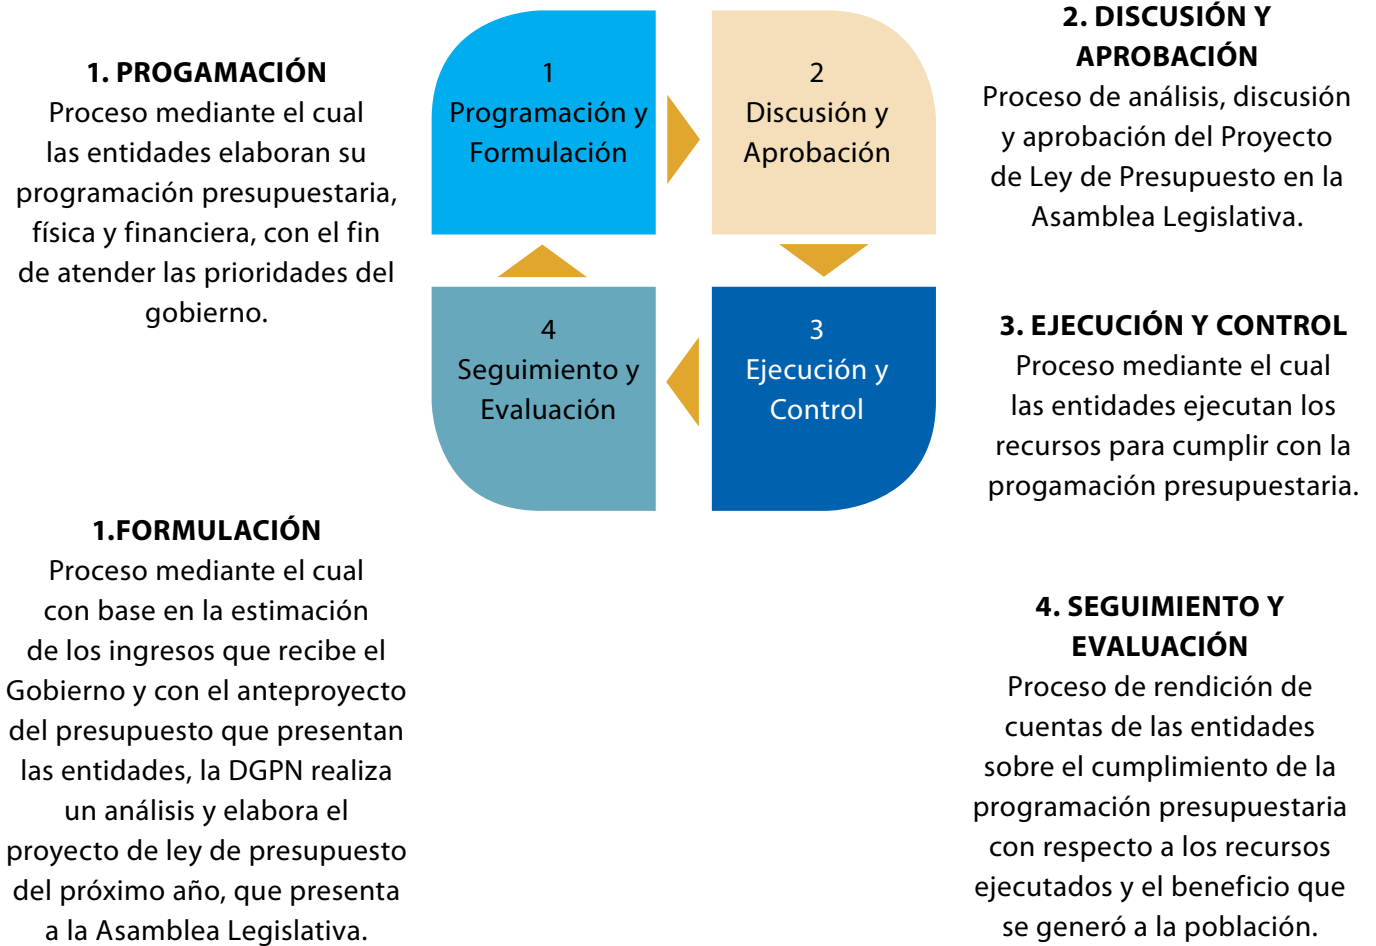 1. PROGAMACIÓN
Proceso mediante el cual
las entidades elaboran su
programación presupuestaria,
física y financiera, con el fin
de atender las prioridades del
gobierno.
1.FORMULACIÓN
Proceso mediante el cual
con base en la estimación
de los ingresos que recibe el
Gobierno y con el anteproyecto
del presupuesto que presentan
las entidades, la DGPN realiza
un análisis y elabora el
proyecto de ley de presupuesto
del próximo año, que presenta
a la Asamblea Legislativa.
1
Programación y
Formulación
2
Discusión y
Aprobación
3
Ejecución y
Control
4
Seguimiento y
Evaluación
2. DISCUSIÓN Y
APROBACIÓN
Proceso de análisis, discusión
y aprobación del Proyecto
de Ley de Presupuesto en la
Asamblea Legislativa.
3. EJECUCIÓN Y CONTROL
Proceso mediante el cual
las entidades ejecutan los
recursos para cumplir con la
progamación presupuestaria.
4. SEGUIMIENTO Y
EVALUACIÓN
Proceso de rendición de
cuentas de las entidades
sobre el cumplimiento de la
programación presupuestaria
con respecto a los recursos
ejecutados y el beneficio que
se generó a la población.